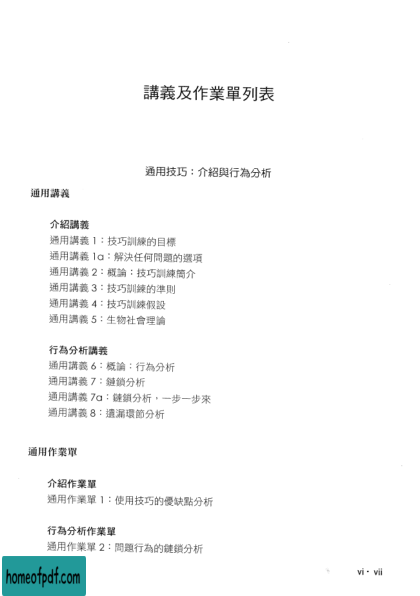 講義及作業單列表
通用技巧：介紹與行為分析
通用講義
介紹講義
通用講義 1：技巧訓練的目標
通用講義 1a：解決任何問題的選項
通用講義 2：概論：技巧訓練簡介
通用講義 3：技巧訓練的準則
通用講義 4：技巧訓練假設
通用講義 5：生物社會理論
行為分析講義
通用講義 6：概論：行為分析
通用講義 7：鏈鎖分析
通用講義 7a：鏈鎖分析，一步一步來
通用講義 8：遺漏環節分析
通用作業單
介紹作業單
通用作業單 1：使用技巧的優缺點分析
行為分析作業單
通用作業單 2：問題行為的鏈鎖分析
vi · vii
homeofpdf.com